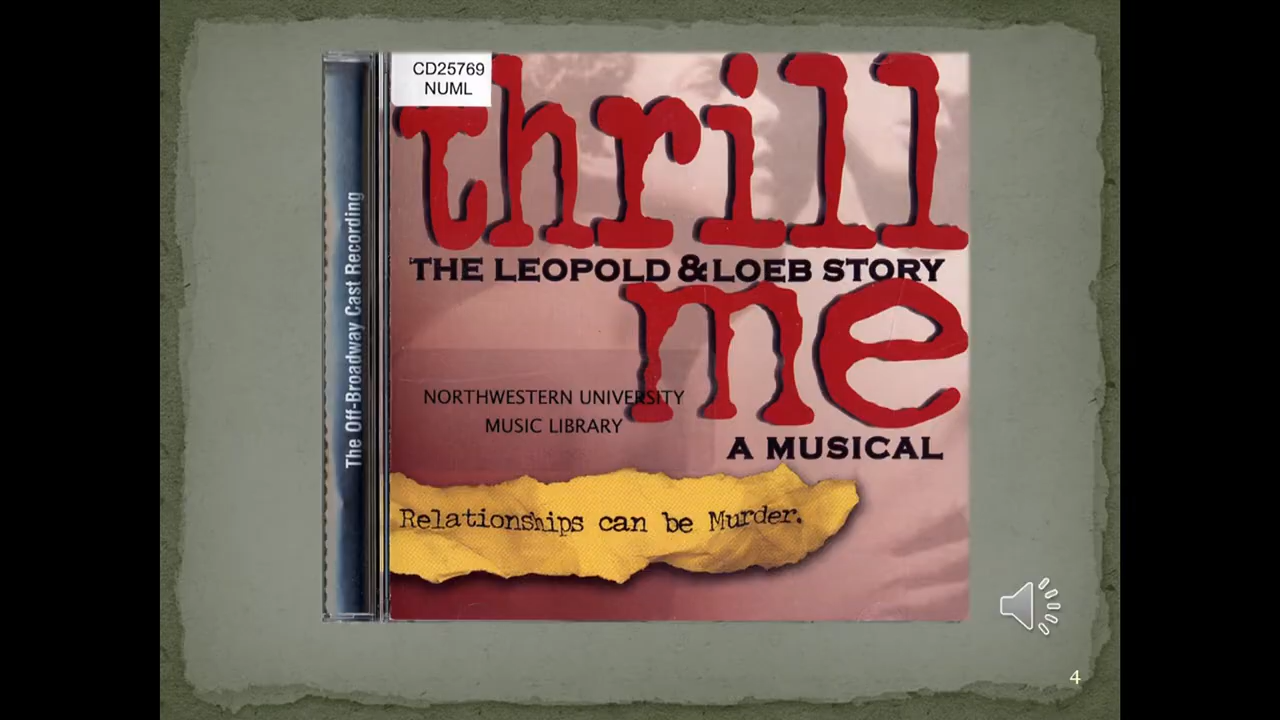 CD25769
NUML
thrill
THE LEOPOLD & LOEB STORY
me
NORTHWESTERN UNIVERSITY
MUSIC LIBRARY
A MUSICAL
Relationships can be Murder.
The Off-Broadway Cast Recording
4